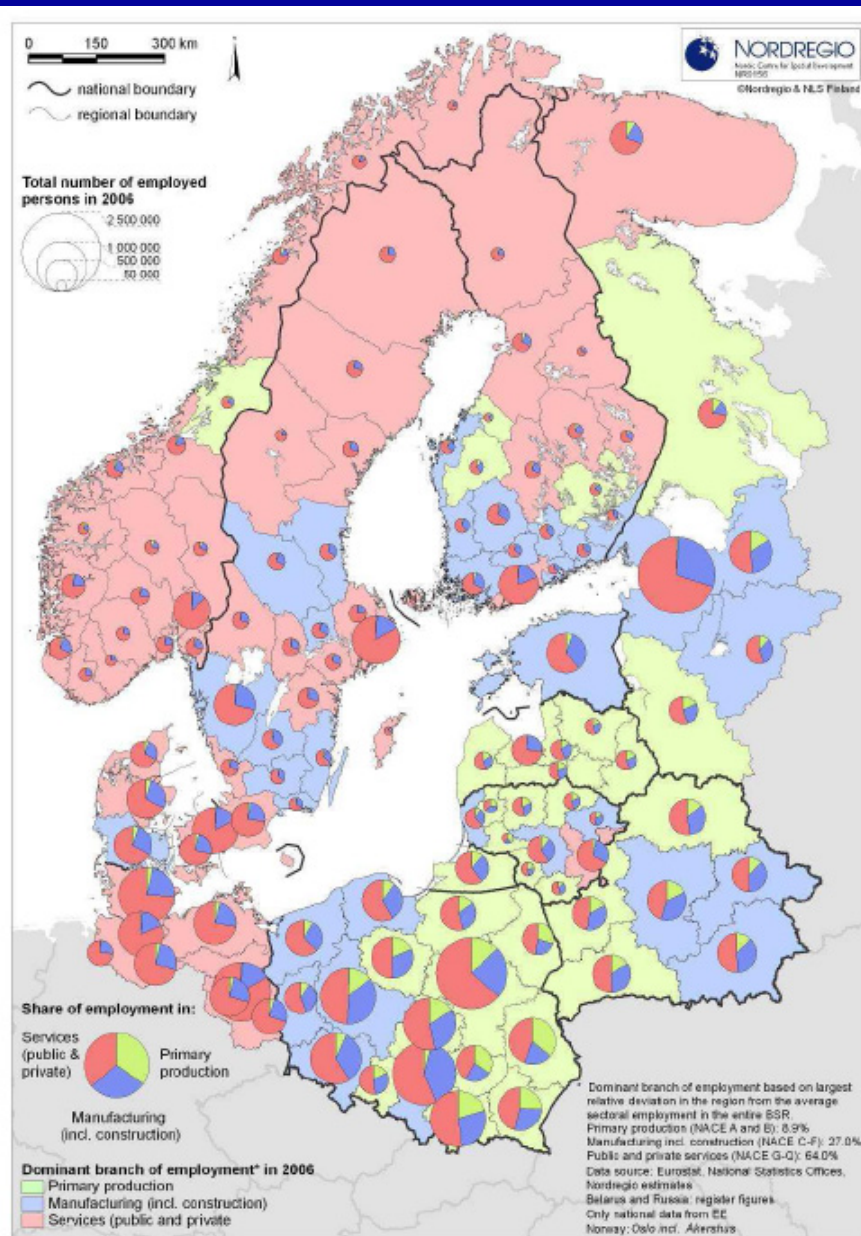 0 150 300 km
national boundary
regional boundary
Total number of employed
persons in 2006
2 500 000
1 000 000
500 000
50 000
NORDREGIO
Nordic Centre for Spatial Development
©Nordregio & NLS Finland
Share of employment in:
Services
(public &
private)
Primary
production
Manufacturing
(incl. construction)
Dominant branch of employment* in 2006
Primary production
Manufacturing (incl. construction)
Services (public and private
Dominant branch of employment based on largest
relative deviation in the region from the average
sectoral employment in the entire BSR.
Primary production (NACE A and B): 8.9%
Manufacturing incl. construction (NACE C-F): 27.0%
Public and private services (NACE G-Q): 64.0%
Data source: Eurostat, National Statistics Offices,
Nordregio estimates
Belarus and Russia: register figures
Only national data from EE
Norway: Oslo incl. Akershus